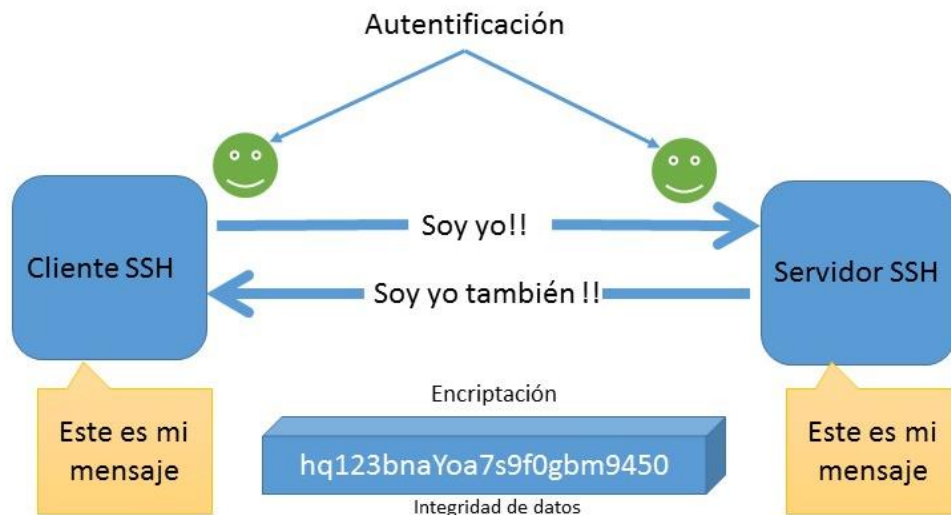 Autentificación
Soy yo!!
Cliente SSH
Servidor SSH
Soy yo también !!
Encriptación
Este es mi
mensaje
hq123bnaYoa7s9f0gbm9450
Este es mi
mensaje
Integridad de datos